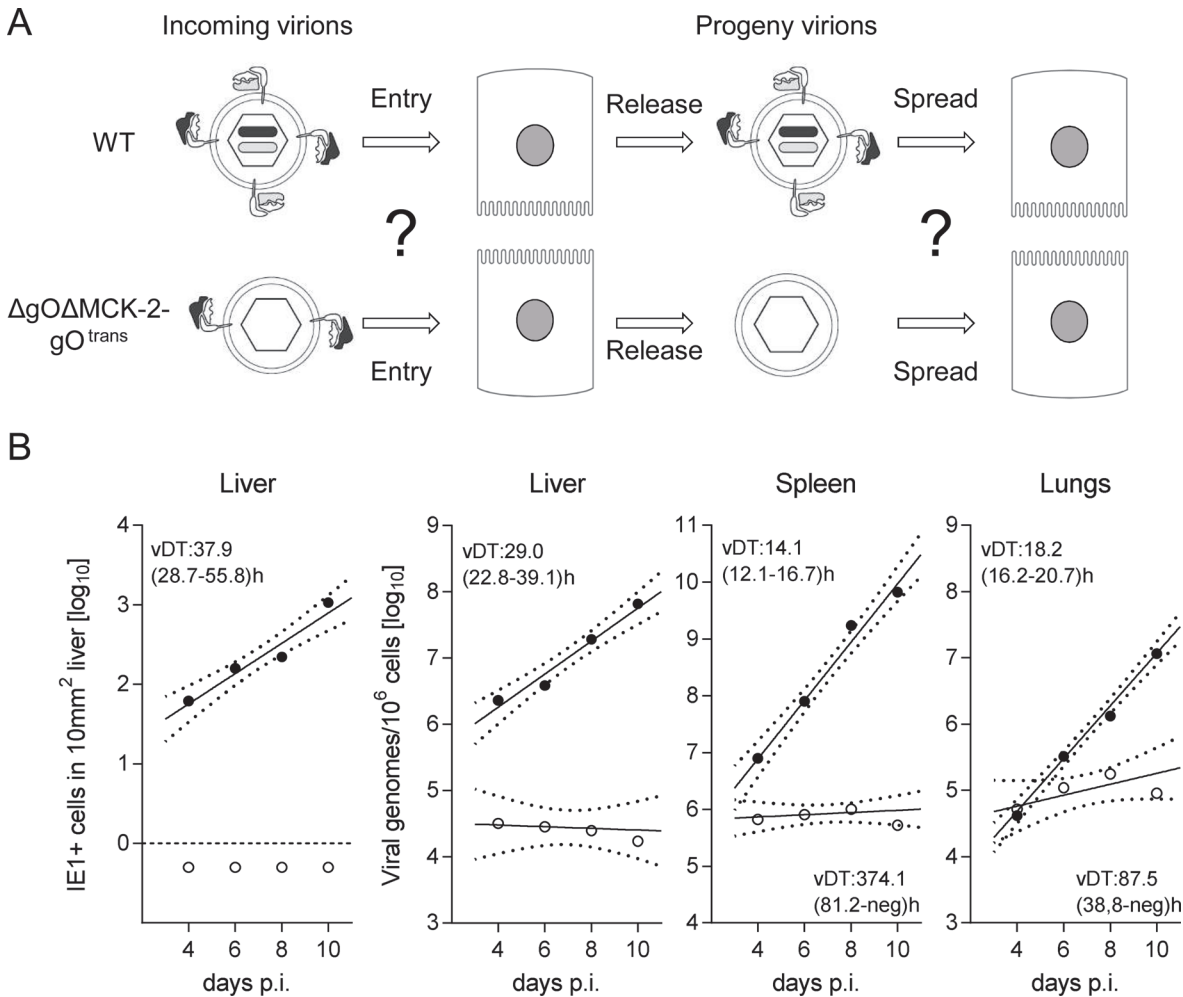 A
Incoming virions
Progeny virions
WT
Entry
Release
Spread
?
?
ΔgOΔMCK-2-
gO^trans
Entry
Release
Spread
B
Liver
Liver
Spleen
Lungs
IE1+ cells in 10mm² liver [log₁₀]
4
3
2
1
0
vDT:37.9
(28.7-55.8)h
4
6
8
10
days p.i.
Viral genomes/10⁶ cells [log₁₀]
9
8
7
6
5
4
3
vDT:29.0
(22.8-39.1)h
4
6
8
10
days p.i.
11
10
9
8
7
6
5
4
3
vDT:14.1
(12.1-16.7)h
vDT:374.1
(81.2-neg)h
4
6
8
10
days p.i.
9
8
7
6
5
4
3
vDT:18.2
(16.2-20.7)h
vDT:87.5
(38,8-neg)h
4
6
8
10
days p.i.